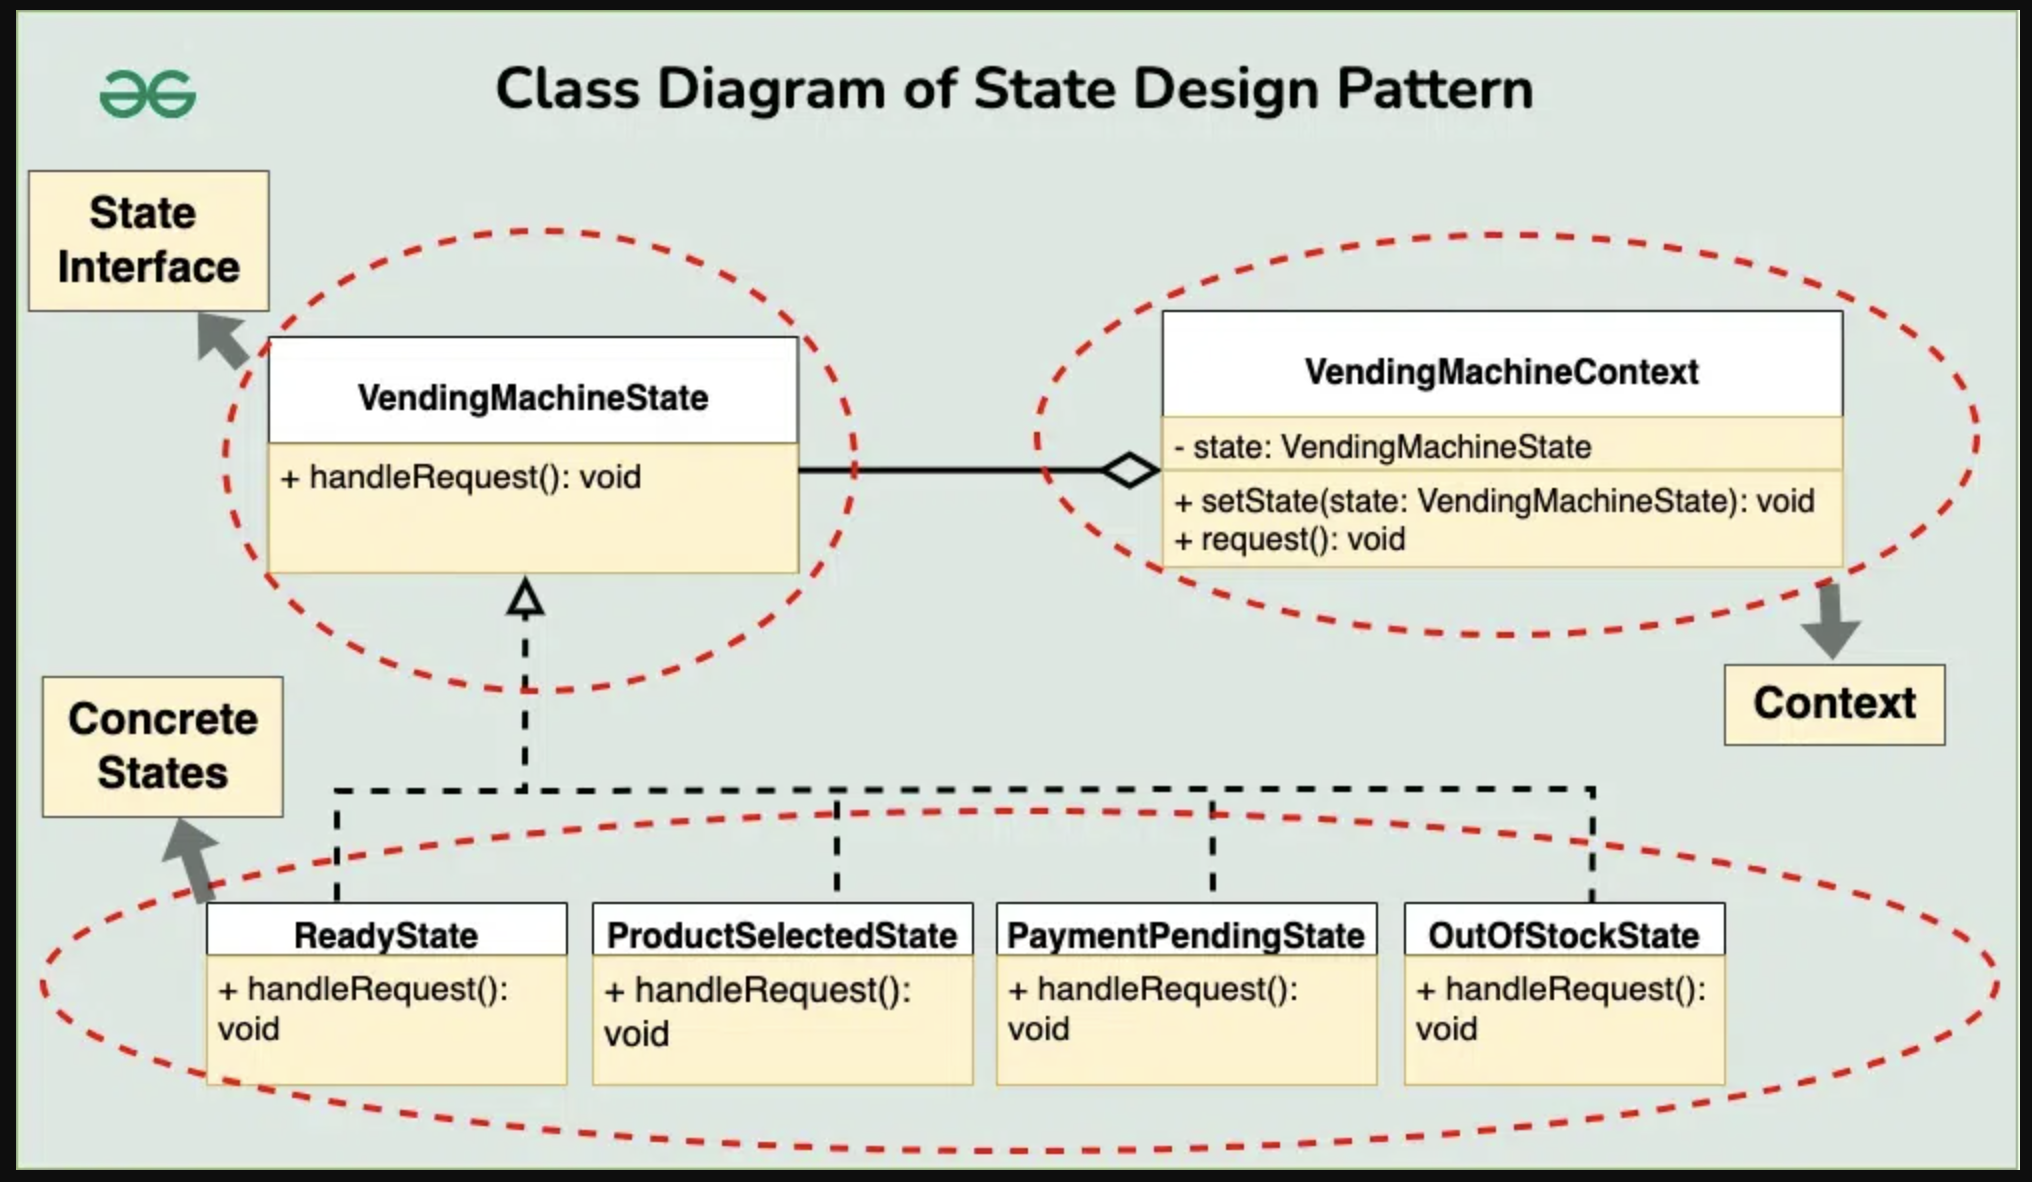 Class Diagram of State Design Pattern
State
Interface
VendingMachineState
+ handleRequest(): void
VendingMachineContext
- state: VendingMachineState
+ setState(state: VendingMachineState): void
+ request(): void
Context
Concrete
States
ReadyState
+ handleRequest():
void
ProductSelectedState
+ handleRequest():
void
PaymentPendingState
+ handleRequest():
void
OutOfStockState
+ handleRequest():
void